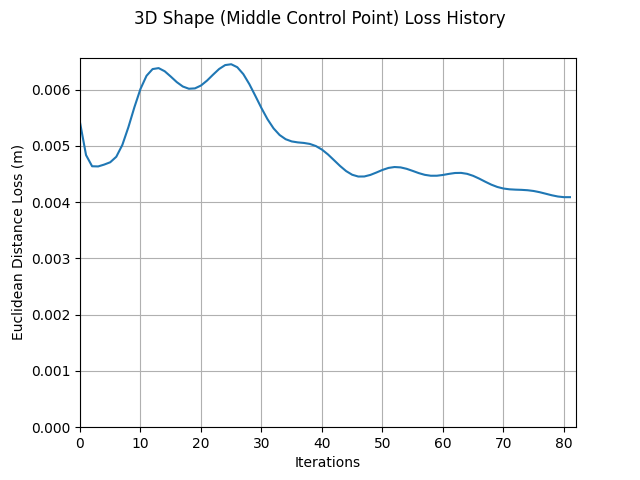 3D Shape (Middle Control Point) Loss History
Euclidean Distance Loss (m)
0.006
0.005
0.004
0.003
0.002
0.001
0.000
0 10 20 30 40 50 60 70 80
Iterations